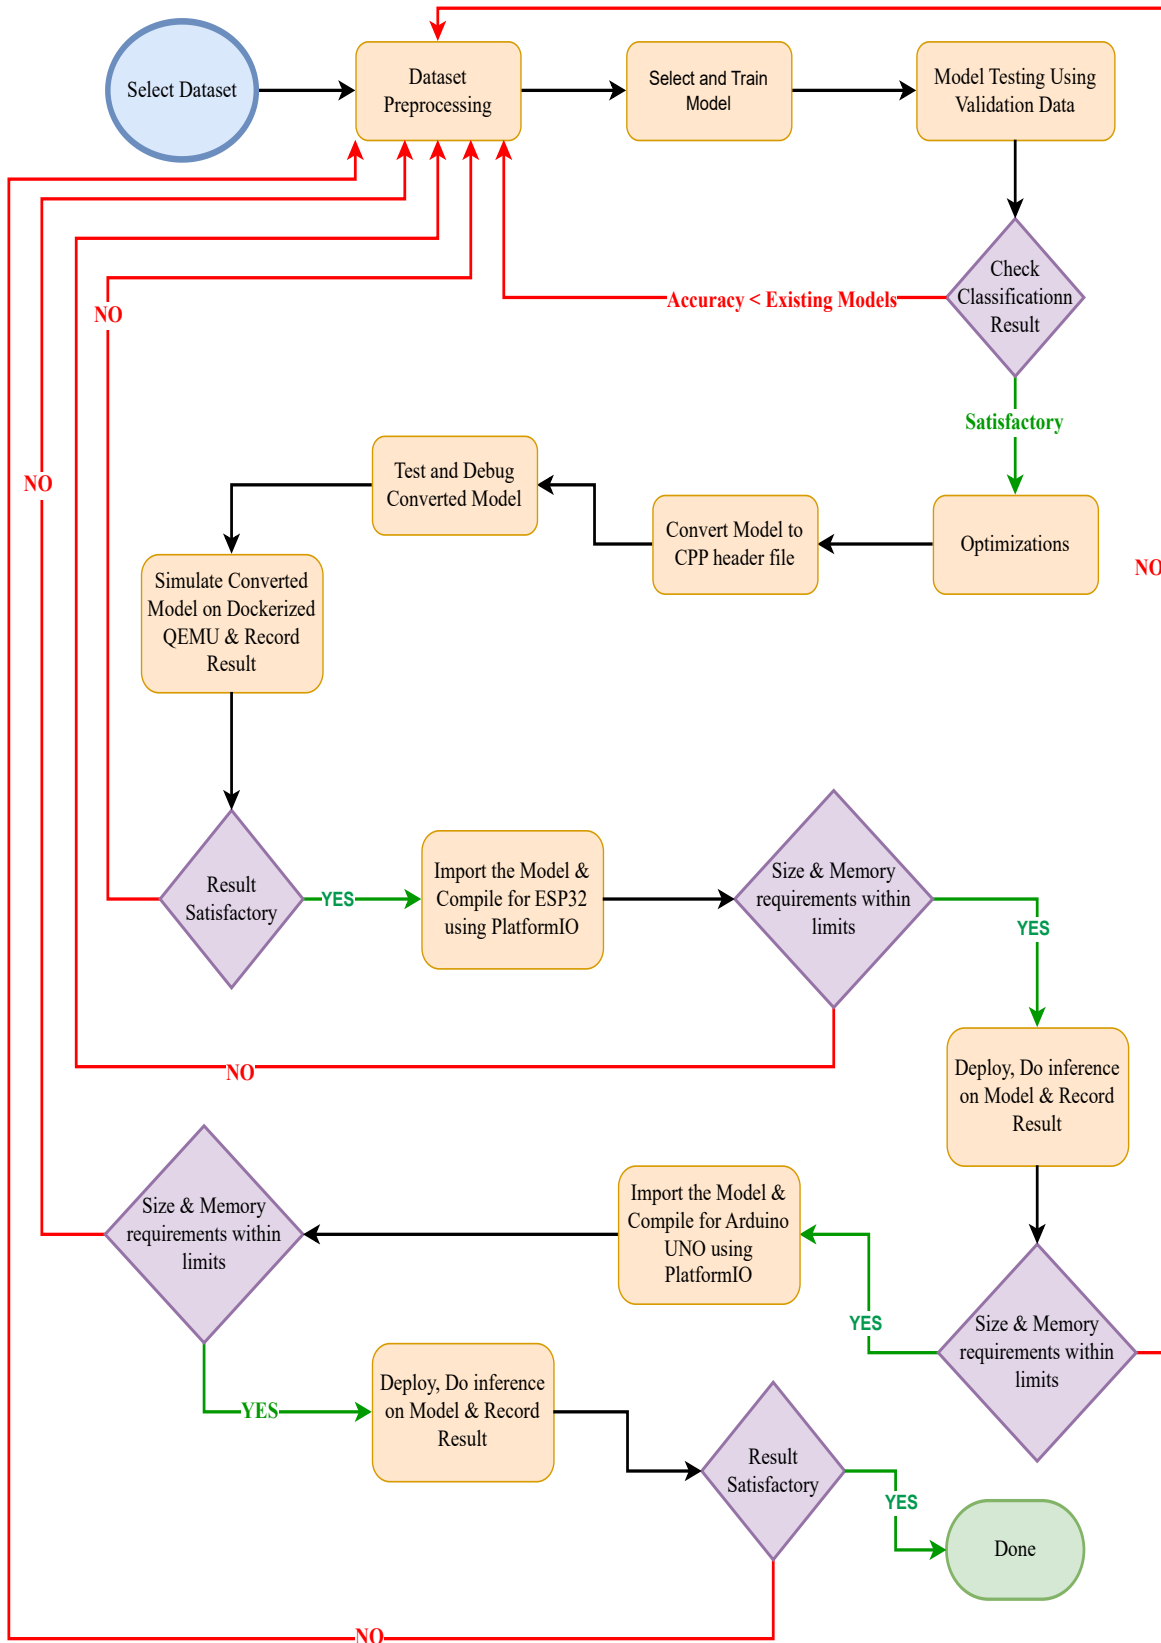 Select Dataset
Dataset
Preprocessing
Select and Train
Model
Model Testing Using
Validation Data
Check
Classificationn
Result
Accuracy < Existing Models
NO
Satisfactory
Test and Debug
Converted Model
NO
Convert Model to
CPP header file
Optimizations
NO
Simulate Converted
Model on Dockerized
QEMU & Record
Result
Result
Satisfactory
YES
Import the Model &
Compile for ESP32
using PlatformIO
Size & Memory
requirements within
limits
YES
NO
Deploy, Do inference
on Model & Record
Result
Size & Memory
requirements within
limits
Import the Model &
Compile for Arduino
UNO using
PlatformIO
YES
Size & Memory
requirements within
limits
YES
Deploy, Do inference
on Model & Record
Result
Result
Satisfactory
YES
Done
NO